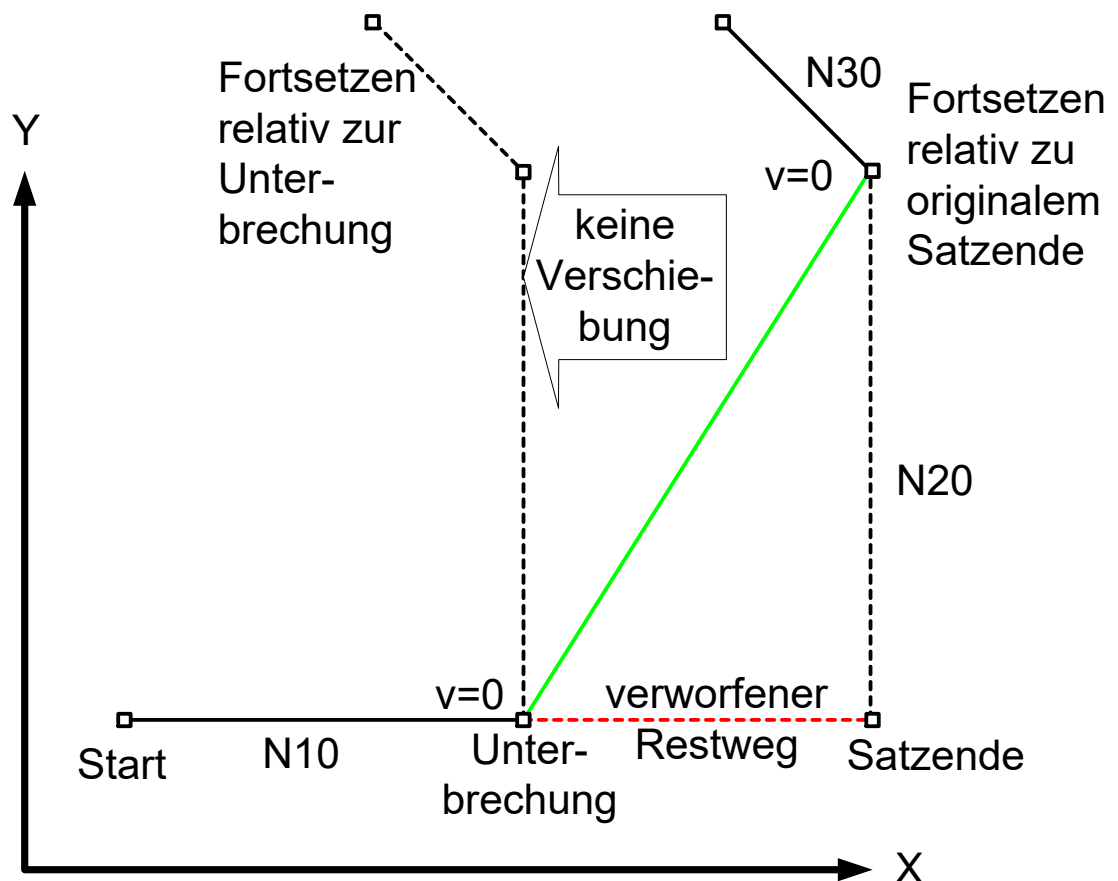 Fortsetzen
relativ zur
Unter-
brechung
N30
Fortsetzen
relativ zu
originalem
Satzende
Y
v=0
keine
Verschie-
bung
N20
v=0
verworfener
Restweg
Start
N10
Unter-
brechung
Satzende
X